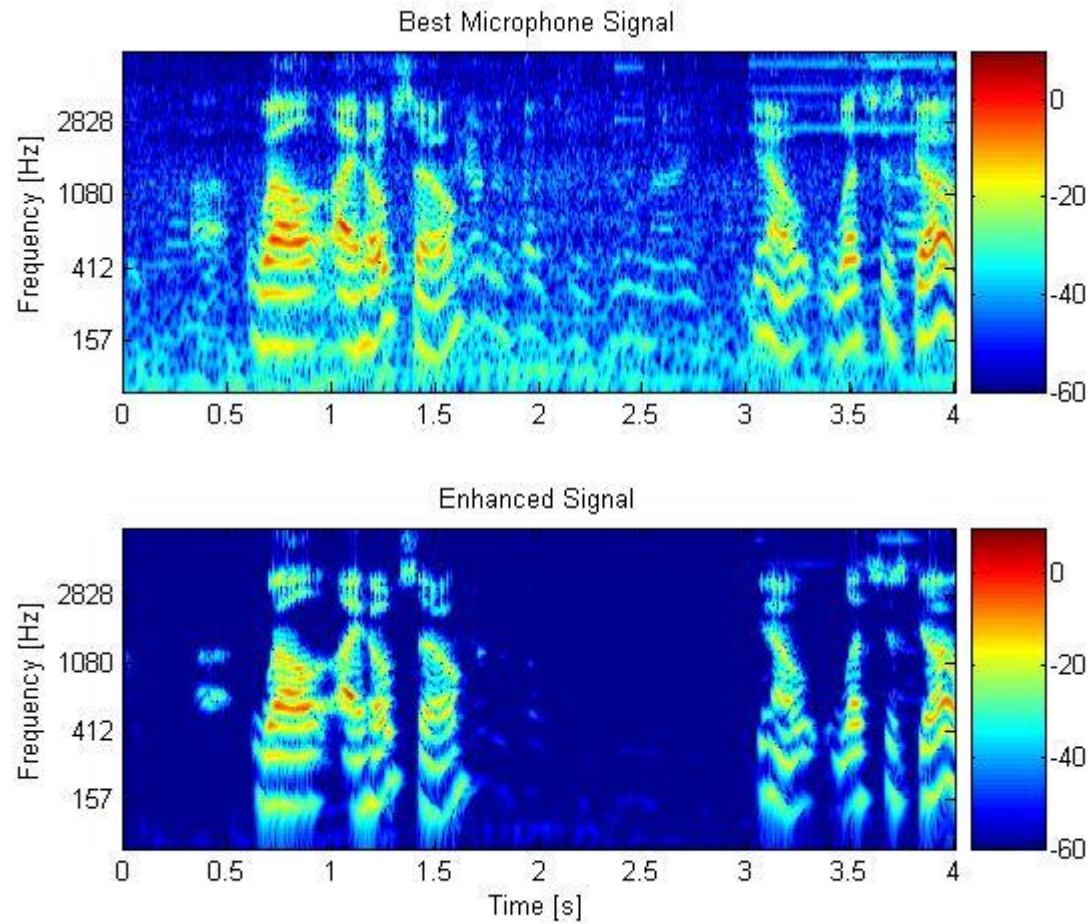 Best Microphone Signal
Frequency [Hz]
2828
1080
412
157
0 0.5 1 1.5 2 2.5 3 3.5 4
0
-20
-40
-60
Enhanced Signal
Frequency [Hz]
2828
1080
412
157
0 0.5 1 1.5 2 2.5 3 3.5 4
Time [s]
0
-20
-40
-60